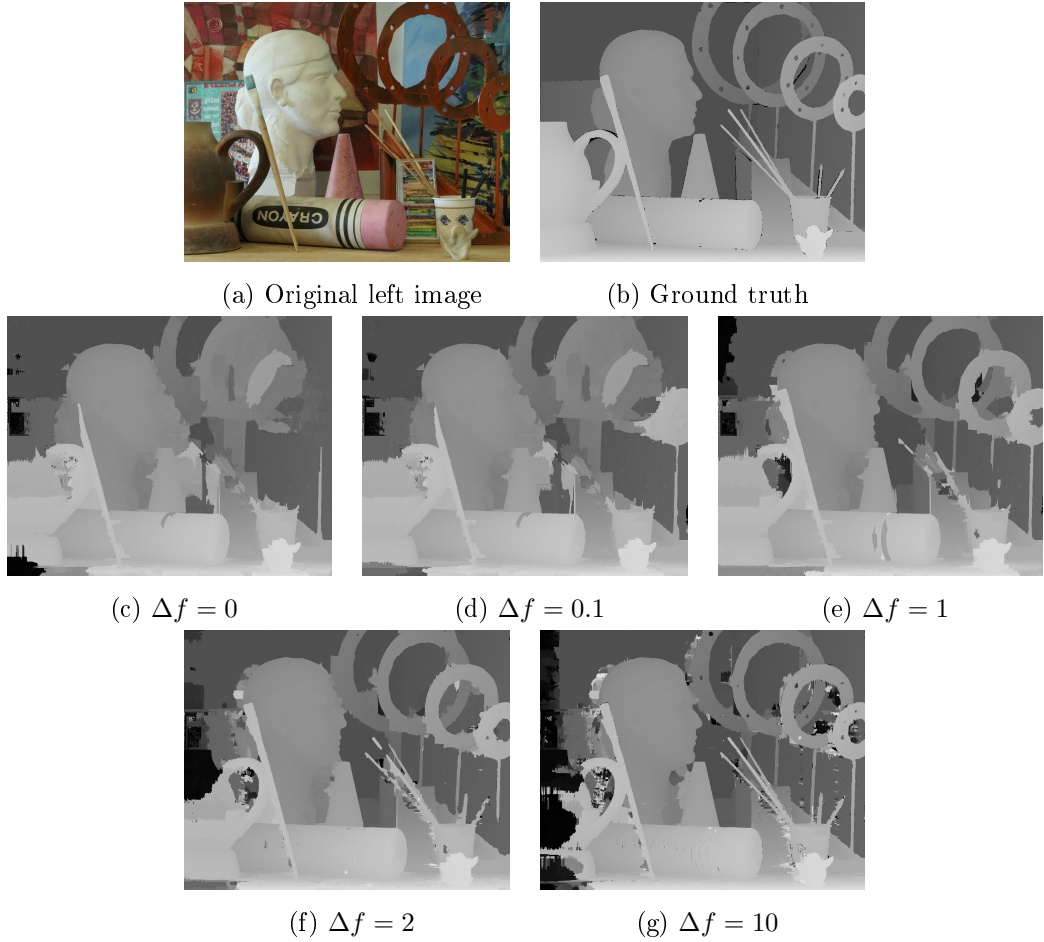 CRAYON
(a) Original left image
(b) Ground truth
(c) Δf = 0
(d) Δf = 0.1
(e) Δf = 1
(f) Δf = 2
(g) Δf = 10